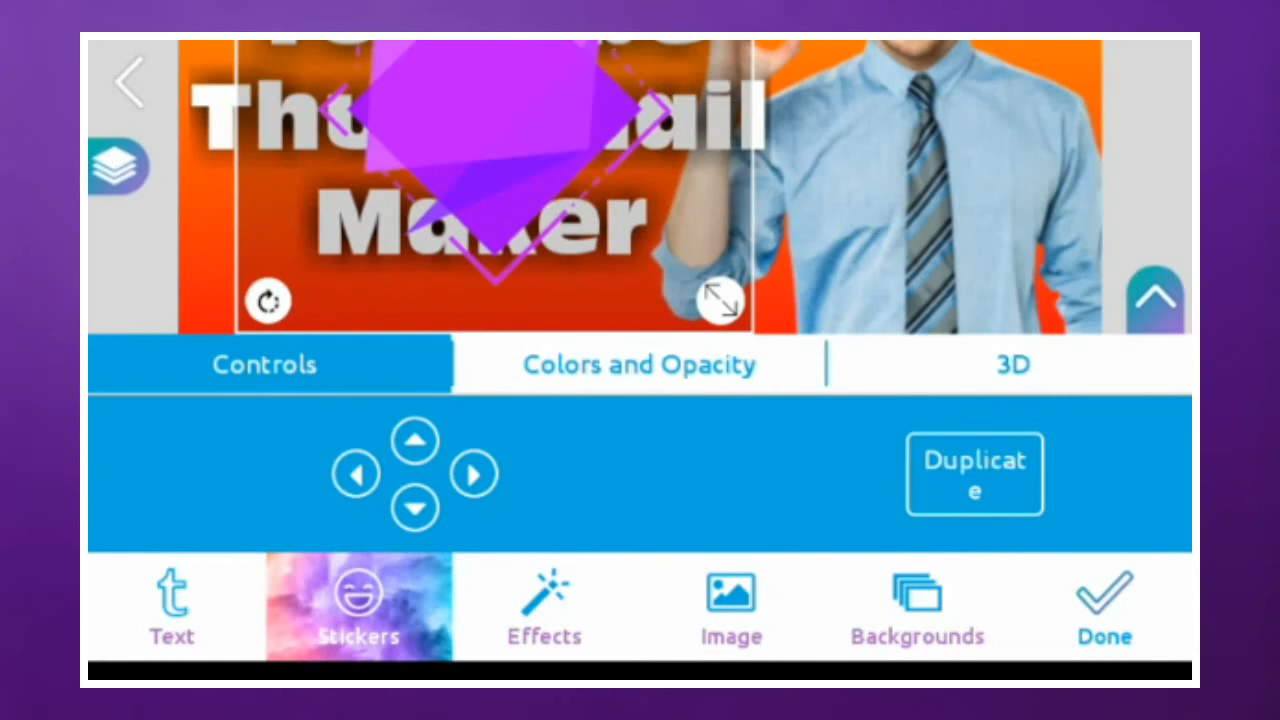 Maker
Controls
Colors and Opacity
3D
Duplicat
e
Text
Stickers
Effects
Image
Backgrounds
Done